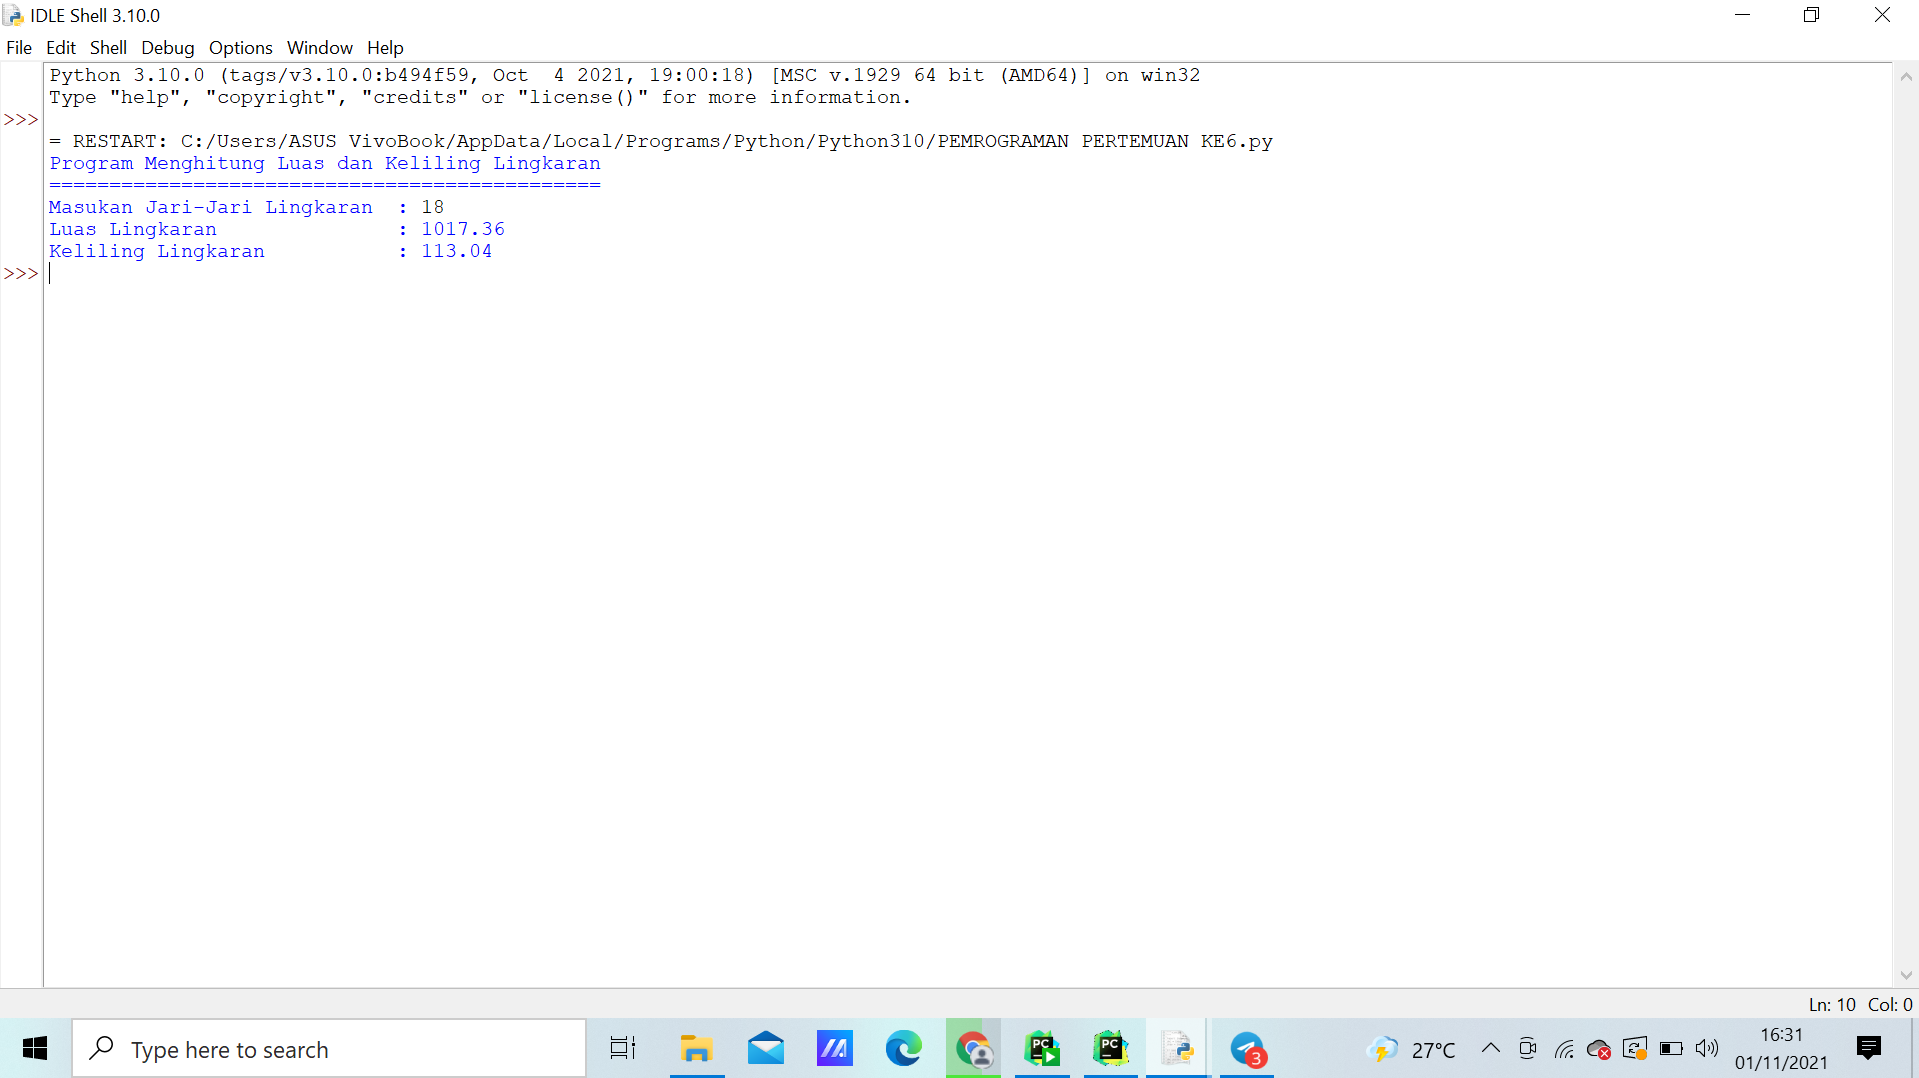 IDLE Shell 3.10.0
File Edit Shell Debug Options Window Help
Python 3.10.0 (tags/v3.10.0:b494f59, Oct  4 2021, 19:00:18) [MSC v.1929 64 bit (AMD64)] on win32
Type "help", "copyright", "credits" or "license()" for more information.
>>>
= RESTART: C:/Users/ASUS VivoBook/AppData/Local/Programs/Python/Python310/PEMROGRAMAN PERTEMUAN KE6.py
Program Menghitung Luas dan Keliling Lingkaran
==============================================
Masukan Jari-Jari Lingkaran  : 18
Luas Lingkaran               : 1017.36
Keliling Lingkaran           : 113.04
>>>
Ln: 10 Col: 0
Type here to search
PC
PC
3
27°C
16:31
01/11/2021